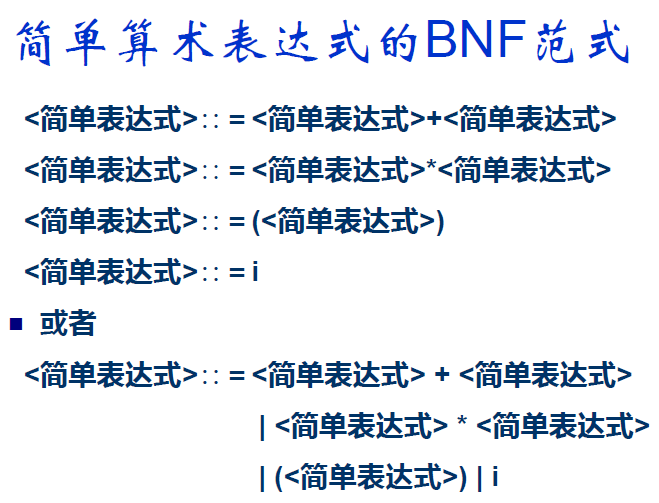 简单算术表达式的BNF范式
<简单表达式>::=<简单表达式>+<简单表达式>
<简单表达式>::=<简单表达式>*<简单表达式>
<简单表达式>::=(<简单表达式>)
<简单表达式>::=i
■ 或者
<简单表达式>::=<简单表达式> + <简单表达式>
| <简单表达式> * <简单表达式>
| (<简单表达式>) | i